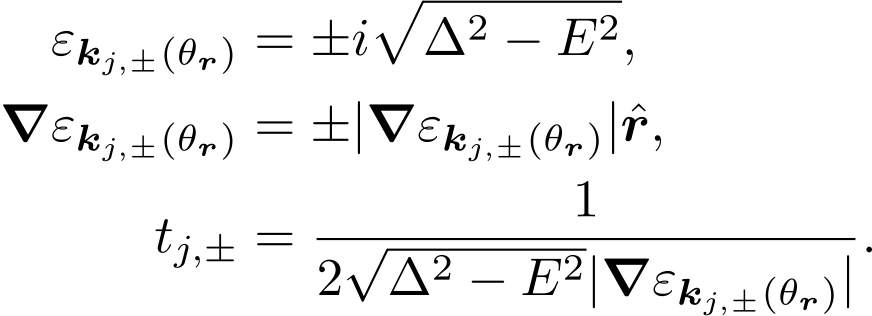 \varepsilon_{\boldsymbol{k}_{j,\pm}(\theta_{\boldsymbol{r}})} = \pm i\sqrt{\Delta^2 - E^2},
\boldsymbol{\nabla}\varepsilon_{\boldsymbol{k}_{j,\pm}(\theta_{\boldsymbol{r}})} = \pm|\boldsymbol{\nabla}\varepsilon_{\boldsymbol{k}_{j,\pm}(\theta_{\boldsymbol{r}})}|\hat{\boldsymbol{r}},
t_{j,\pm} = \frac{1}{2\sqrt{\Delta^2 - E^2}|\boldsymbol{\nabla}\varepsilon_{\boldsymbol{k}_{j,\pm}(\theta_{\boldsymbol{r}})}|}.